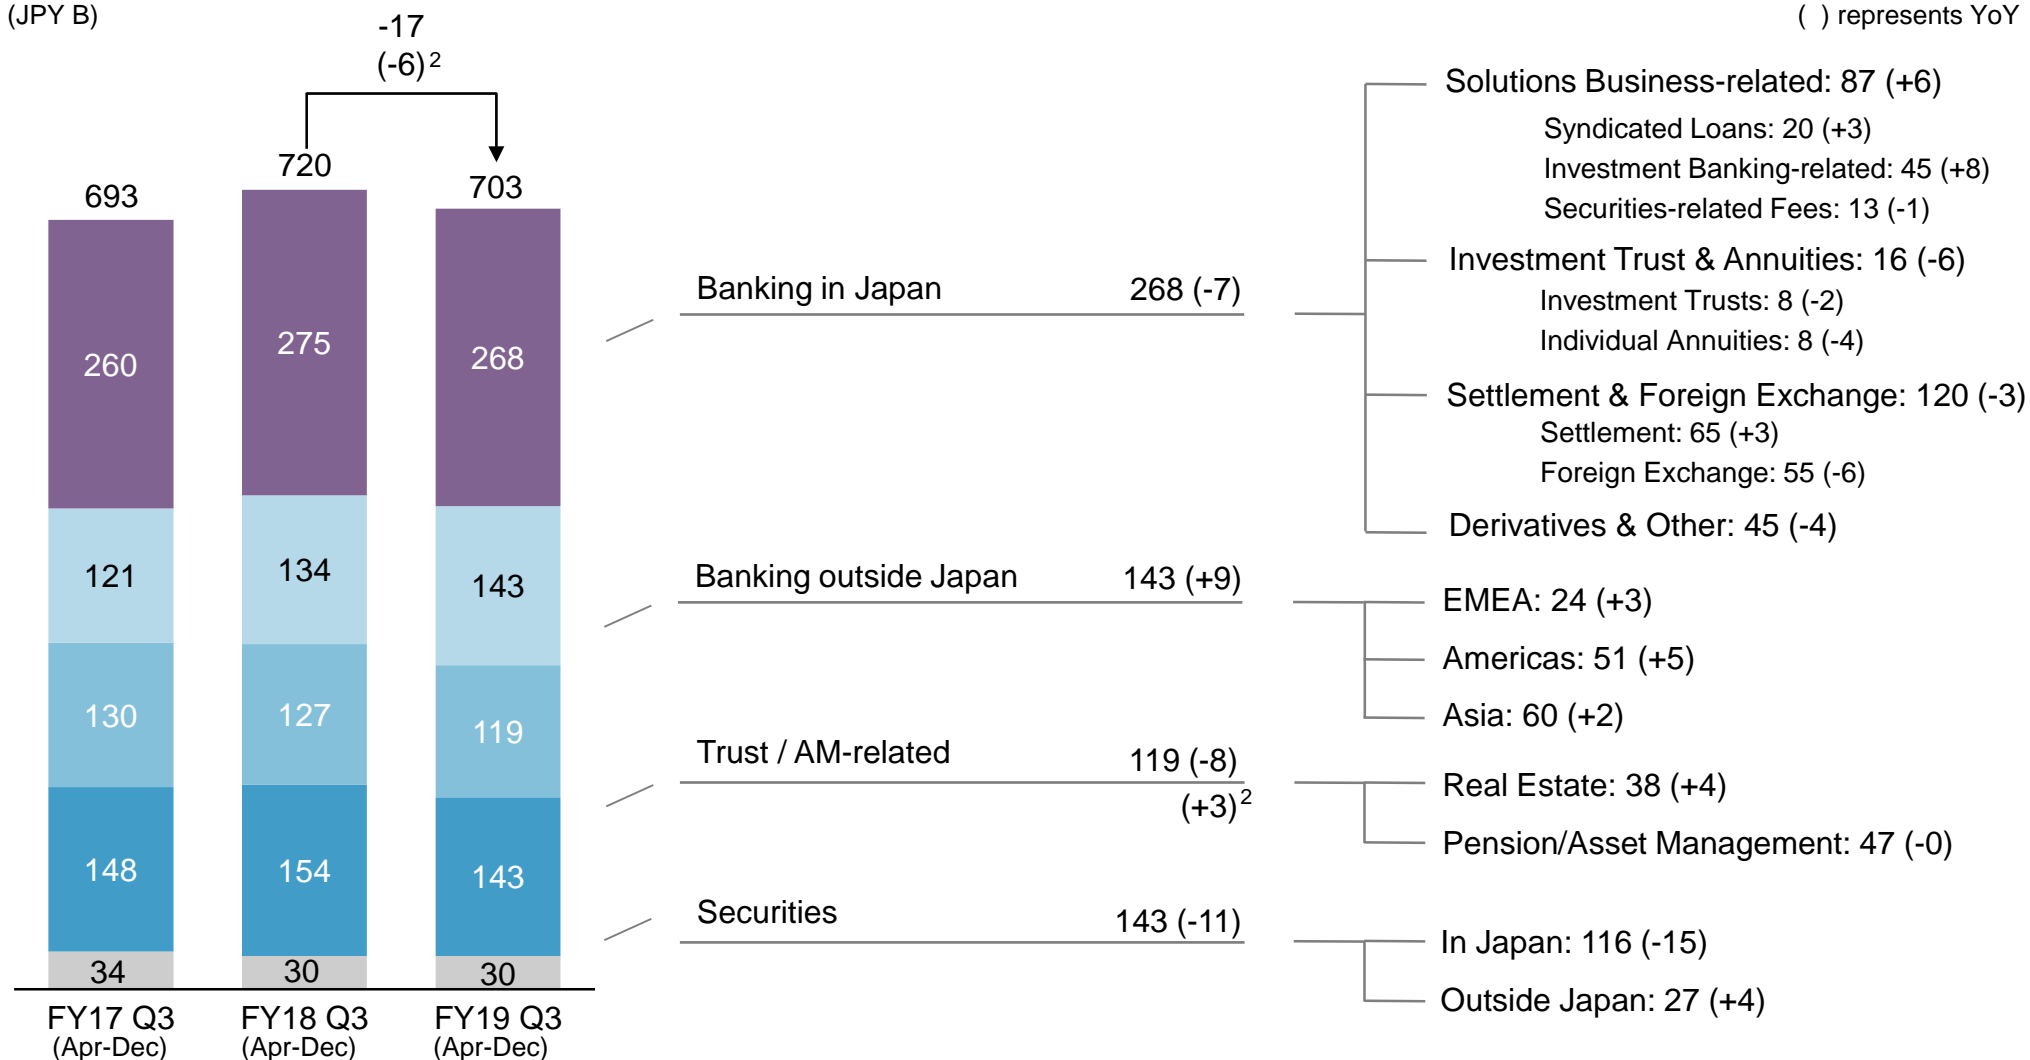 (JPY B)
( ) represents YoY
-17
(-6)2
693
720
703
260
275
268
121
134
143
130
127
119
148
154
143
34
30
30
FY17 Q3
(Apr-Dec)
FY18 Q3
(Apr-Dec)
FY19 Q3
(Apr-Dec)
Banking in Japan 268 (-7)
Solutions Business-related: 87 (+6)
Syndicated Loans: 20 (+3)
Investment Banking-related: 45 (+8)
Securities-related Fees: 13 (-1)
Investment Trust & Annuities: 16 (-6)
Investment Trusts: 8 (-2)
Individual Annuities: 8 (-4)
Settlement & Foreign Exchange: 120 (-3)
Settlement: 65 (+3)
Foreign Exchange: 55 (-6)
Derivatives & Other: 45 (-4)
Banking outside Japan 143 (+9)
EMEA: 24 (+3)
Americas: 51 (+5)
Asia: 60 (+2)
Trust / AM-related 119 (-8)
(+3)2
Real Estate: 38 (+4)
Pension/Asset Management: 47 (-0)
Securities 143 (-11)
In Japan: 116 (-15)
Outside Japan: 27 (+4)